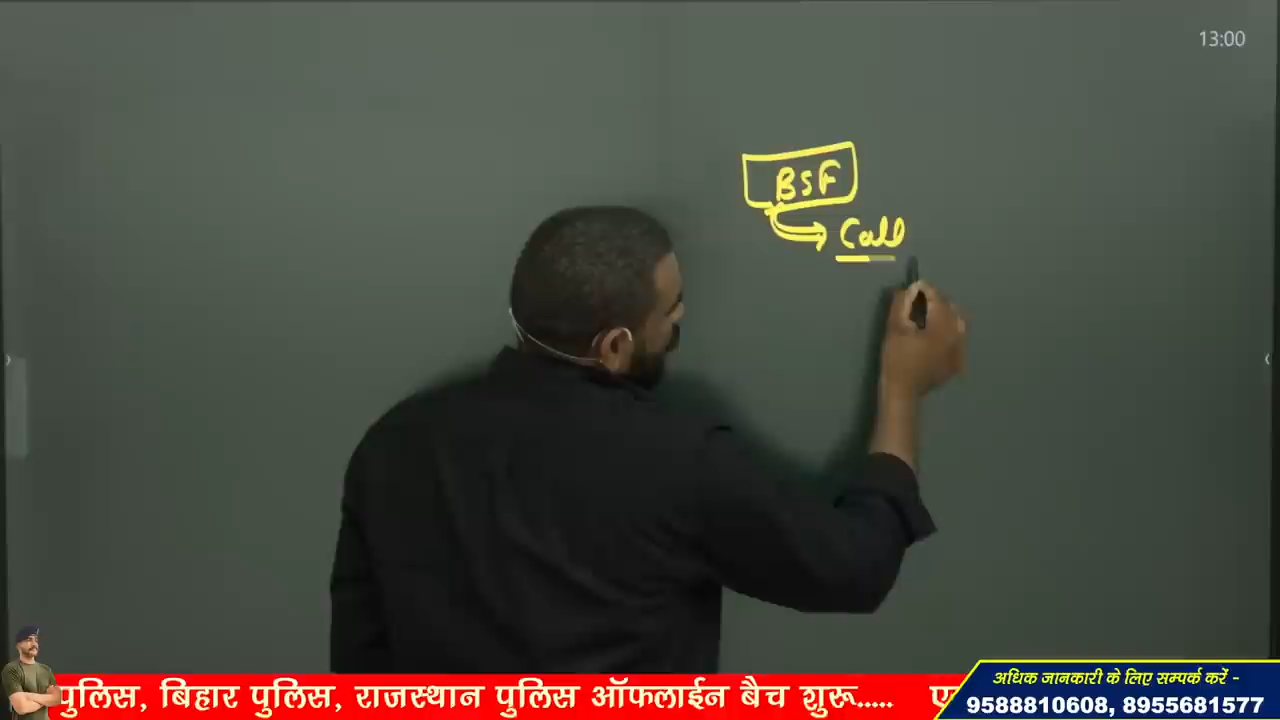 13:00
BSF
Call
पुलिस, बिहार पुलिस, राजस्थान पुलिस ऑफलाईन बैच शुरू.....
अधिक जानकारी के लिए सम्पर्क करें -
9588810608, 8955681577